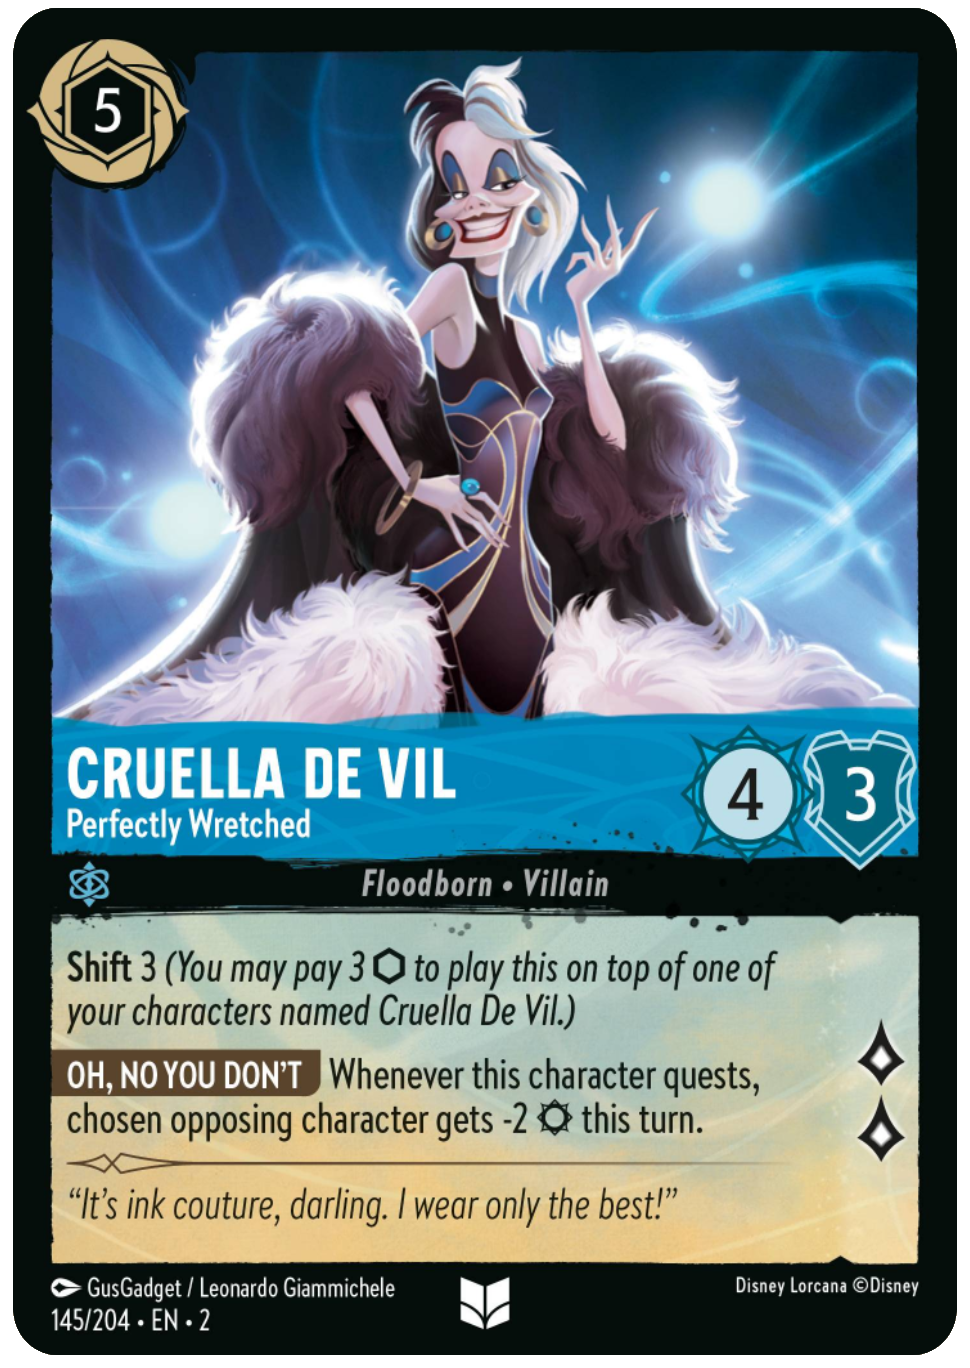 5
CRUELLA DE VIL
Perfectly Wretched
4
3
Floodborn • Villain
Shift 3 (You may pay 3 ⬡ to play this on top of one of
your characters named Cruella De Vil.)
OH, NO YOU DON'T Whenever this character quests,
chosen opposing character gets -2 this turn.
“It's ink couture, darling. I wear only the best!”
GusGadget / Leonardo Giammichele
Disney Lorcana ©Disney
145/204 • EN • 2